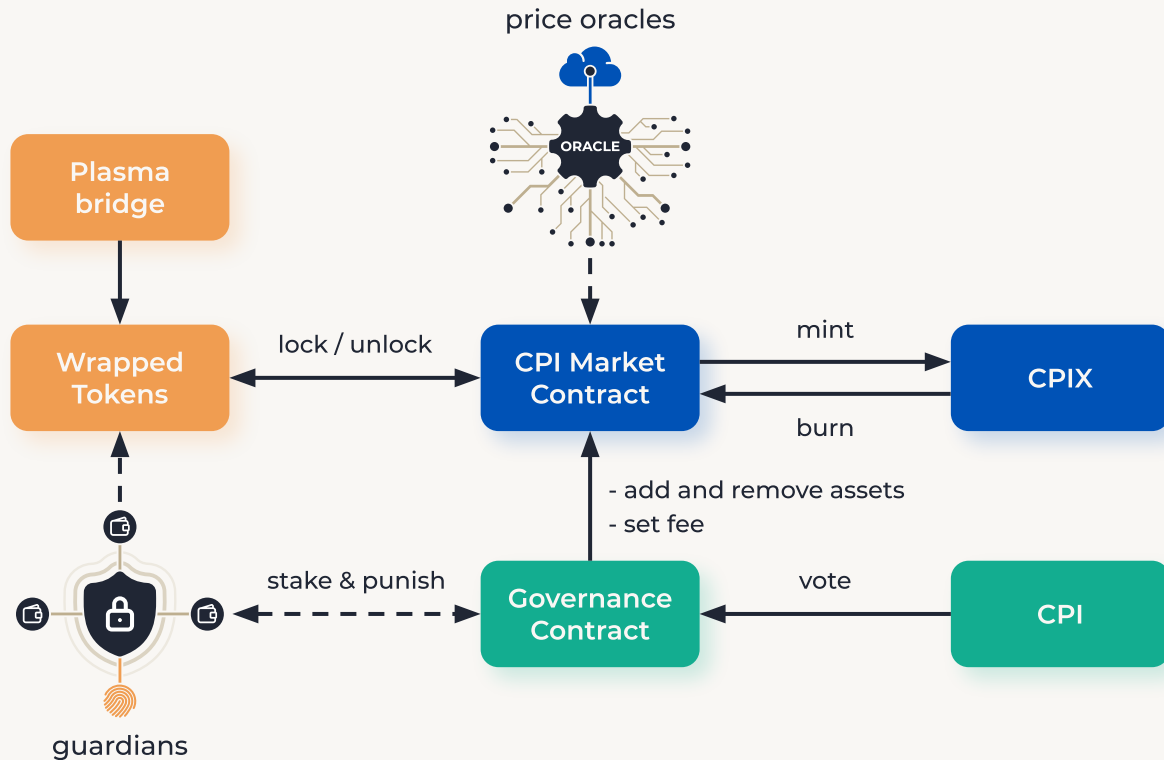 price oracles
ORACLE
Plasma
bridge
Wrapped
Tokens
lock / unlock
CPI Market
Contract
mint
burn
CPIX
- add and remove assets
- set fee
stake & punish
Governance
Contract
vote
CPI
guardians